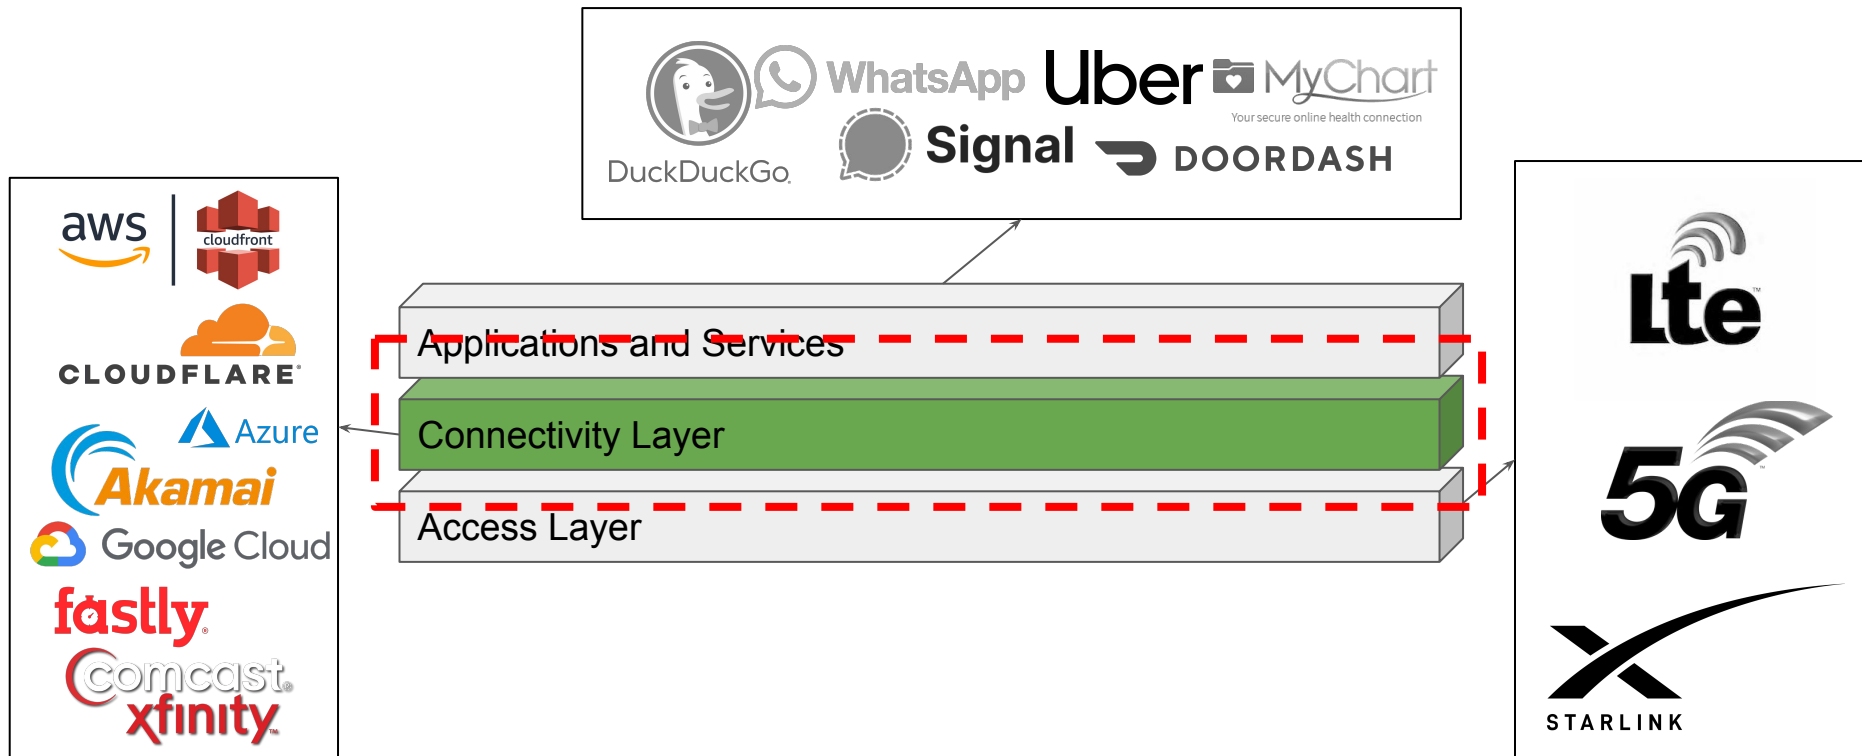 DuckDuckGo.
WhatsApp
Uber
MyChart
Your secure online health connection
Signal
DOORDASH
aws
cloudfront
CLOUDFLARE
Azure
Akamai
Google Cloud
fastly
comcast
xfinity
Applications and Services
Connectivity Layer
Access Layer
Lte
5G
STARLINK